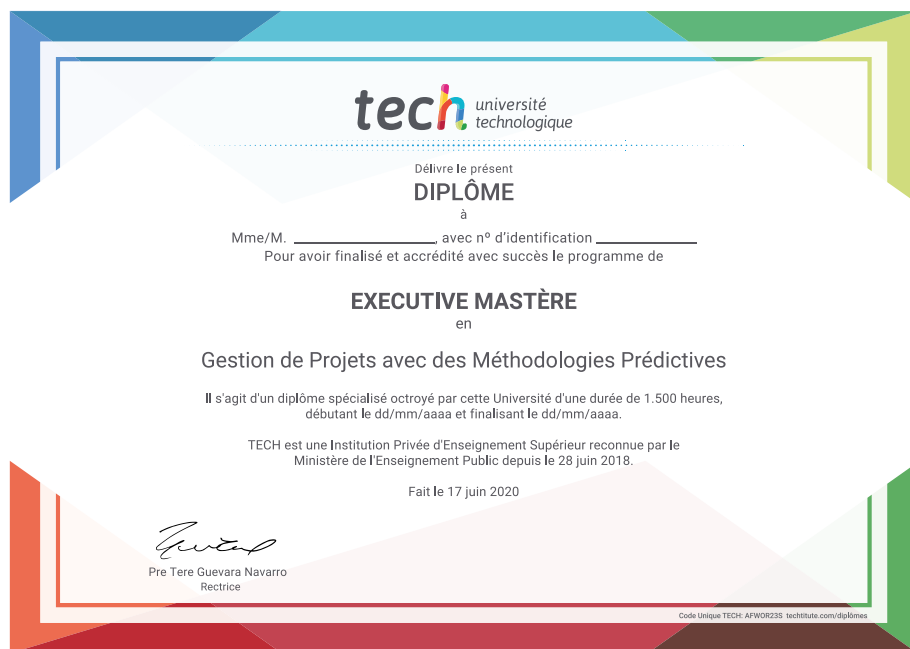 tech université
technologique
Délivre le présent
DIPLÔME
à
Mme/M. ____________________, avec nº d'identification ______________
Pour avoir finalisé et accrédité avec succès le programme de
EXECUTIVE MASTÈRE
en
Gestion de Projets avec des Méthodologies Prédictives
Il s'agit d'un diplôme spécialisé octroyé par cette Université d'une durée de 1.500 heures,
débutant le dd/mm/aaaa et finalisant le dd/mm/aaaa.
TECH est une Institution Privée d'Enseignement Supérieur reconnue par le
Ministère de l'Enseignement Public depuis le 28 juin 2018.
Fait le 17 juin 2020
Pre Tere Guevara Navarro
Rectrice
Code Unique TECH: AFWOR23S techtitute.com/diplômes